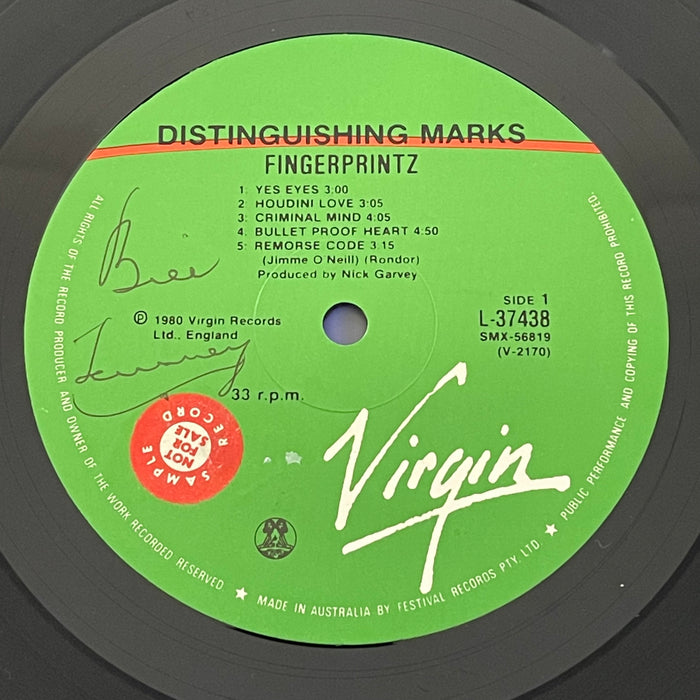 DISTINGUISHING MARKS
FINGERPRINTZ
1: YES EYES 3:00
2: HOUDINI LOVE 3:05
3: CRIMINAL MIND 4:05
4: BULLET PROOF HEART 4:50
5: REMORSE CODE 3.15
(Jimme O'Neill) (Rondor)
Produced by Nick Garvey
Bill
℗ 1980 Virgin Records
Ltd., England
SIDE 1
L-37438
SMX-56819
(V-2170)
33 r.p.m.
SAMPLE RECORD
NOT
FOR
SALE
Virgin
ALL RIGHTS OF THE RECORD PRODUCER AND OWNER OF THE WORK RECORDED RESERVED ★ MADE IN AUSTRALIA BY FESTIVAL RECORDS PTY. LTD. ★ PUBLIC PERFORMANCE AND COPYING OF THIS RECORD PROHIBITED.